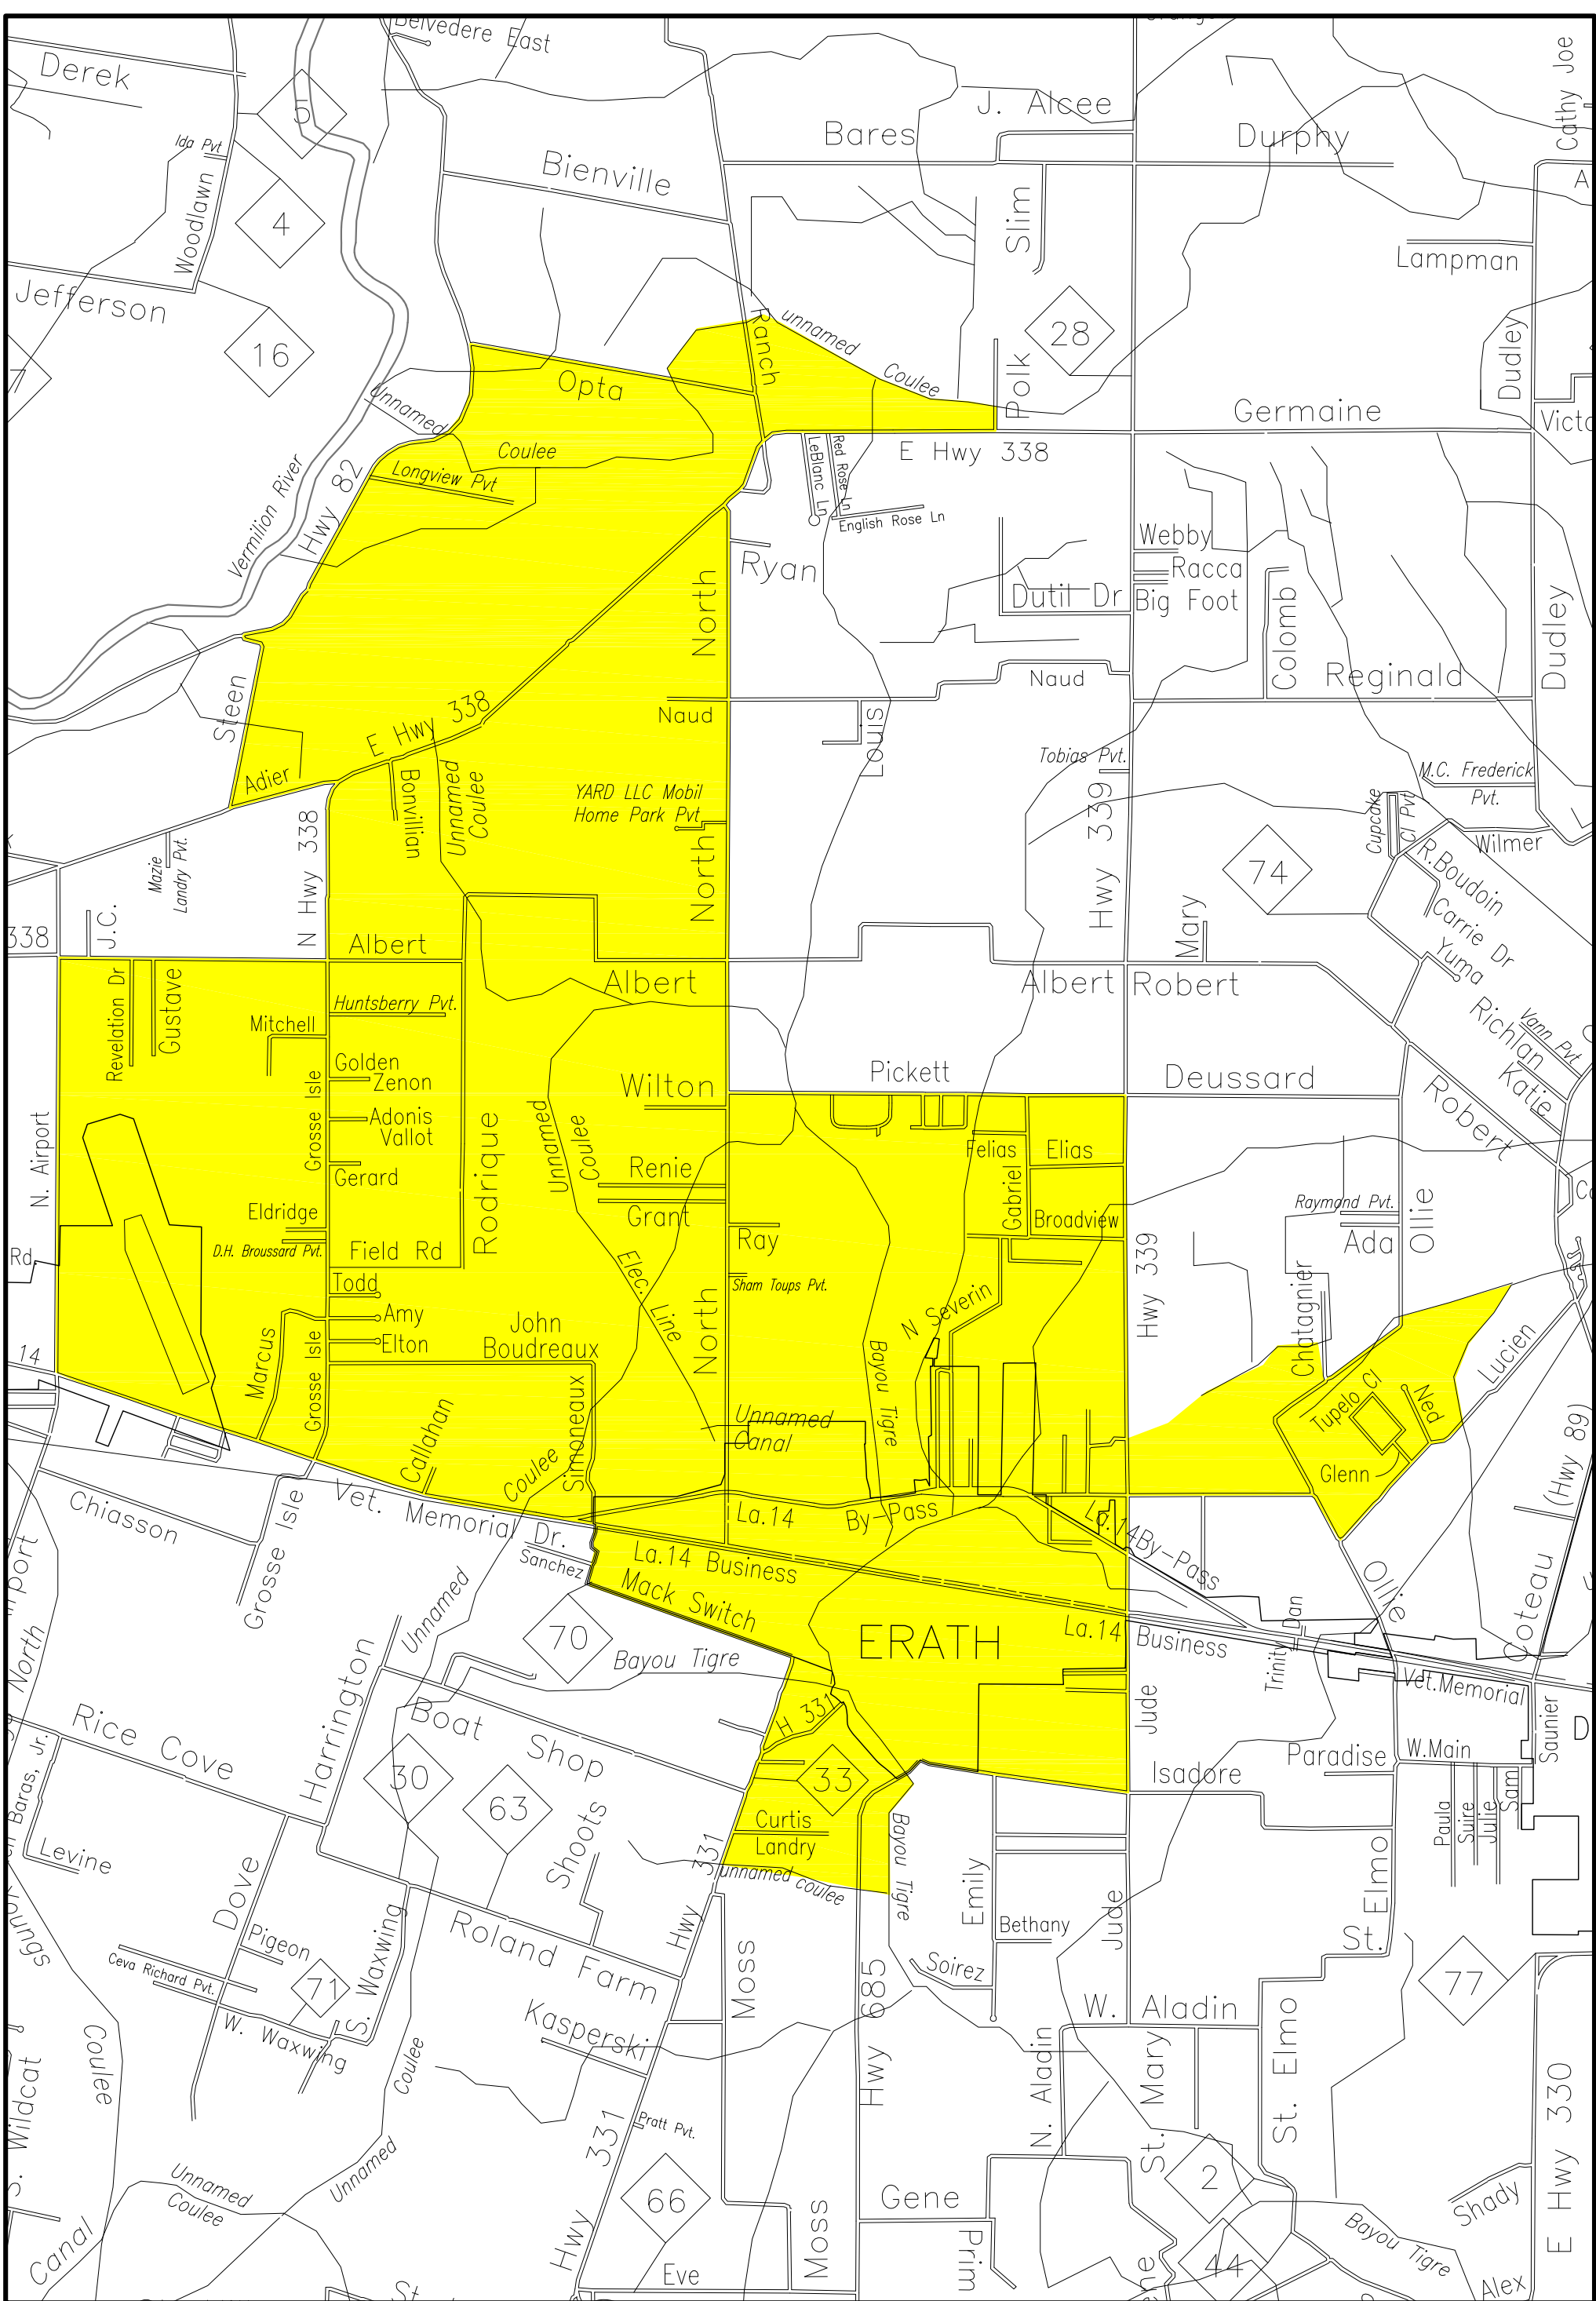 Belvedere East
Derek
5
J. Alcee
Cathy Joe
Bares
Durphy
Ida Pvt
Bienville
A
Woodlawn
4
Slim
Lampman
Jefferson
16
Ranch
unnamed
28
Dudley
7
Opta
Coulee
Polk
Unnamed
Germaine
Coulee
E Hwy 338
LeBlanc Ln
Red Rose Ln
Longview Pvt
Hwy 82
Vermilion River
English Rose Ln
Webby
Ryan
Racca
North
Dutil Dr
Big Foot
Colomb
Dudley
Reginald
Naud
Steen
E Hwy 338
Naud
Louis
Tobias Pvt.
Adier
M.C. Frederick
Pvt.
Bonvillian
Unnamed
Coulee
YARD LLC Mobil
Home Park Pvt
Hwy 339
Cupcake
Cl Pvt
Wilmer
Mazie
Landry Pvt.
N Hwy 338
North
74
R.Boudoin
J.C.
338
Mary
Carrie Dr
Albert
Yuma
Albert
Albert
Robert
Revelation Dr
Gustave
Huntsberry Pvt.
Richlan
Vann Pvt
Mitchell
Golden
Zenon
Wilton
Pickett
Deussard
Katie
Robert
N. Airport
Grosse Isle
Adonis
Vallot
Rodrique
Unnamed
Coulee
Felias
Elias
Gerard
Renie
Gabriel
Raymond Pvt.
Ollie
Eldridge
Grant
Broadview
Ada
Rd
D.H. Broussard Pvt.
Field Rd
Ray
Hwy 339
Todd
Elec. Line
Sham Toups Pvt.
N Severin
Chatagnier
Amy
John
Boudreaux
North
Bayou Tigre
14
Marcus
Grosse Isle
Elton
Lucien
Simoneaux
Tupelo Cl
Ned
Callahan
Unnamed
Canal
Glenn
(Hwy 89)
Coulee
Chiasson
Grosse Isle
Vet. Memorial Dr.
La.14
By-Pass
La.14By-Pass
Sanchez
La.14 Business
Mack Switch
Ollie
Coteau
Unnamed
70
ERATH
La.14
Business
Trinity
Dan
North
Harrington
Bayou Tigre
Vet.Memorial
Rice Cove
Boat Shop
H 331
Jude
Saunier
D
Baras, Jr.
30
33
Isadore
Paradise
W.Main
63
Shoots
Curtis
Landry
Bayou Tigre
Paula
Suire
Julie
Sam
Levine
unnamed coulee
Emily
Dove
Hwy 331
Jude
St. Elmo
Roland Farm
Bethany
Pigeon
Ceva Richard Pvt.
71
S. Waxwing
Moss
Hwy 685
Soirez
77
W. Waxwing
Kasperski
W. Aladin
Coulee
Coulee
N. Aladin
St. Mary
St. Elmo
S. Wildcat
Pratt Pvt.
E Hwy 330
Unnamed
Coulee
Unnamed
Hwy 331
66
Moss
Gene
2
Shady
Canal
Prim
44
Bayou Tigre
Eve
Alex
St.